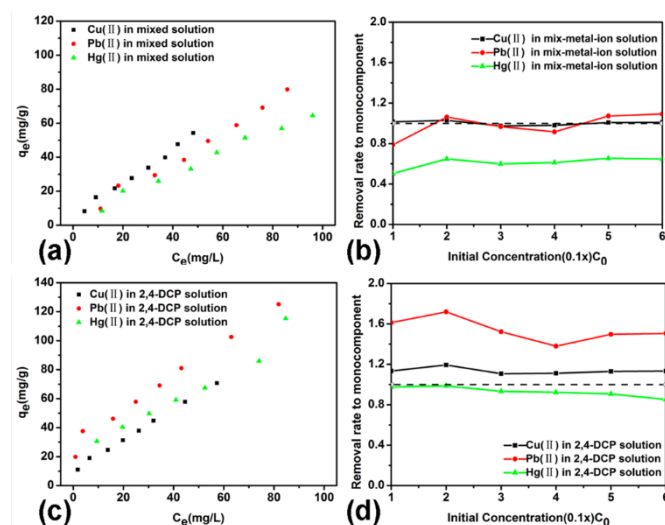 120
100
80
60
40
20
0
qe(mg/g)
Cu(Ⅱ) in mixed solution
Pb(Ⅱ) in mixed solution
Hg(Ⅱ) in mixed solution
(a)
0 20 40 60 80 100
Ce(mg/L)
2.0
1.6
1.2
0.8
0.4
0.0
Removal rate to monocomponent
Cu(Ⅱ) in mix-metal-ion solution
Pb(Ⅱ) in mix-metal-ion solution
Hg(Ⅱ) in mix-metal-ion solution
(b)
1 2 3 4 5 6
Initial Concentration(0.1x)C0
140
120
100
80
60
40
20
0
qe(mg/g)
Cu(Ⅱ) in 2,4-DCP solution
Pb(Ⅱ) in 2,4-DCP solution
Hg(Ⅱ) in 2,4-DCP solution
(c)
0 20 40 60 80 100
Ce(mg/L)
2.0
1.6
1.2
0.8
0.4
0.0
Removal rate to monocomponent
Cu(Ⅱ) in 2,4-DCP solution
Pb(Ⅱ) in 2,4-DCP solution
Hg(Ⅱ) in 2,4-DCP solution
(d)
1 2 3 4 5 6
Initial Concentration(0.1x)C0